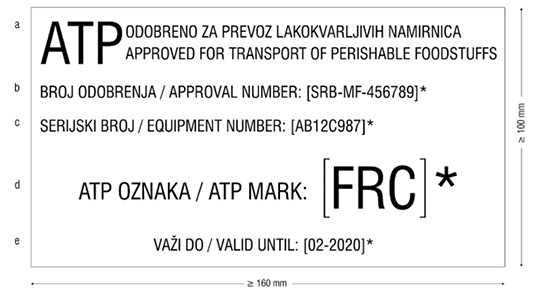 a
ATP ODOBRENO ZA PREVOZ LAKOKVARLJIVIH NAMIRNICA
APPROVED FOR TRANSPORT OF PERISHABLE FOODSTUFFS
b
BROJ ODOBRENJA / APPROVAL NUMBER: [SRB-MF-456789]*
c
SERIJSKI BROJ / EQUIPMENT NUMBER: [AB12C987]*
d
ATP OZNAKA / ATP MARK: [FRC]*
e
VAŽI DO / VALID UNTIL: [02-2020]*
≥ 100 mm
≥ 160 mm